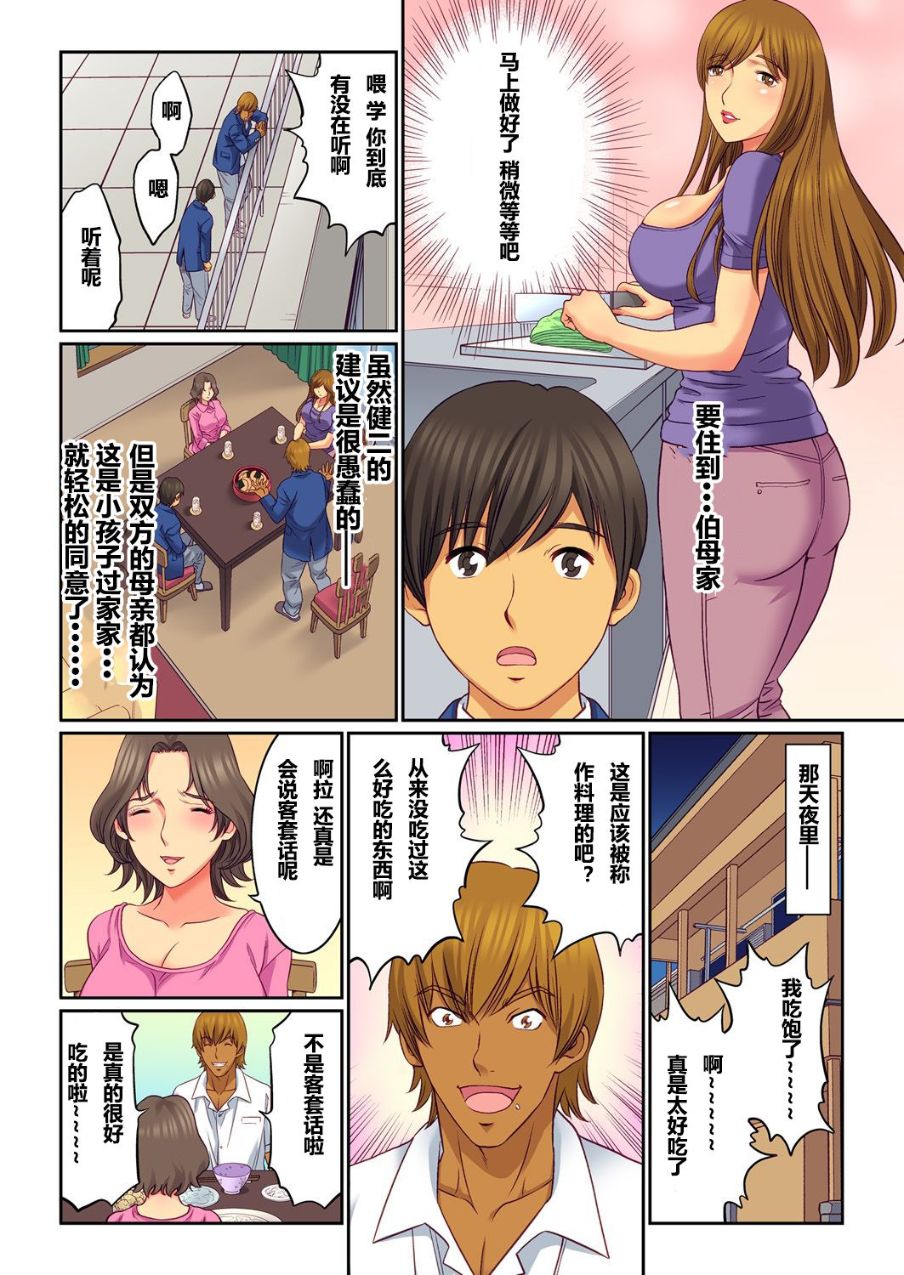 马上做好了 稍微等等吧
要住到…伯母家
喂 学 你到底
有没在听啊
啊
嗯
听着呢
虽然健二的
建议是很愚蠢的——
但是双方的母亲都认为
这是小孩子过家家…
就轻松的同意了……
那天夜里——
我吃饱了~~~~~
啊~~~~~
真是太好吃了
这是应该被称
作料理的吧？
从来没吃过这
么好吃的东西啊
啊拉 还真是
会说客套话呢
不是客套话啦
是真的很好
吃的啦~~~~